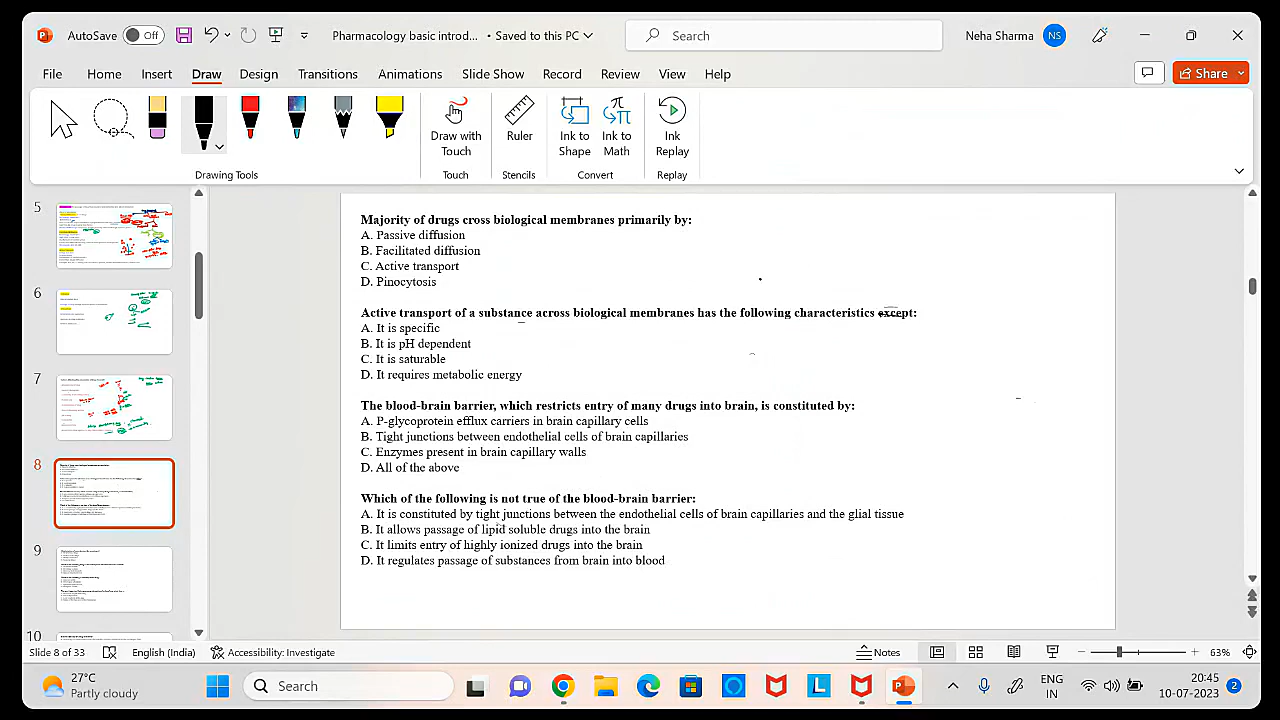 AutoSave Off Pharmacology basic introd... • Saved to this PC Search Neha Sharma NS
File Home Insert Draw Design Transitions Animations Slide Show Record Review View Help Share
Draw with Touch Ruler Ink to Shape Ink to Math Ink Replay
Drawing Tools Touch Stencils Convert Replay
5
6
7
8
9
10
Majority of drugs cross biological membranes primarily by:
A. Passive diffusion
B. Facilitated diffusion
C. Active transport
D. Pinocytosis
Active transport of a substance across biological membranes has the following characteristics except:
A. It is specific
B. It is pH dependent
C. It is saturable
D. It requires metabolic energy
The blood-brain barrier, which restricts entry of many drugs into brain, is constituted by:
A. P-glycoprotein efflux carriers in brain capillary cells
B. Tight junctions between endothelial cells of brain capillaries
C. Enzymes present in brain capillary walls
D. All of the above
Which of the following is not true of the blood-brain barrier:
A. It is constituted by tight junctions between the endothelial cells of brain capillaries and the glial tissue
B. It allows passage of lipid soluble drugs into the brain
C. It limits entry of highly ionized drugs into the brain
D. It regulates passage of substances from brain into blood
Slide 8 of 33 English (India) Accessibility: Investigate Notes 63%
27°C
Partly cloudy
Search
ENG
IN
20:45
10-07-2023
2